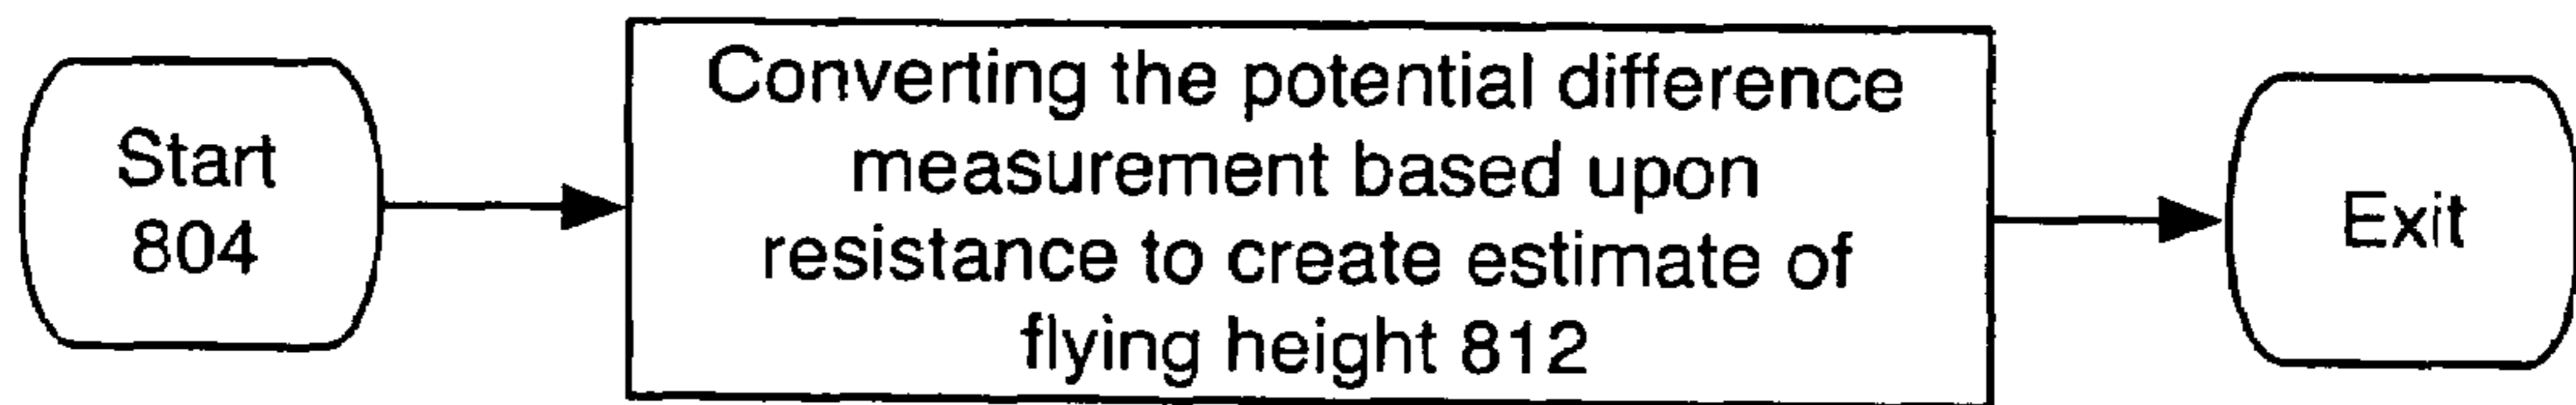 Start
804
Converting the potential difference
measurement based upon
resistance to create estimate of
flying height 812
Exit